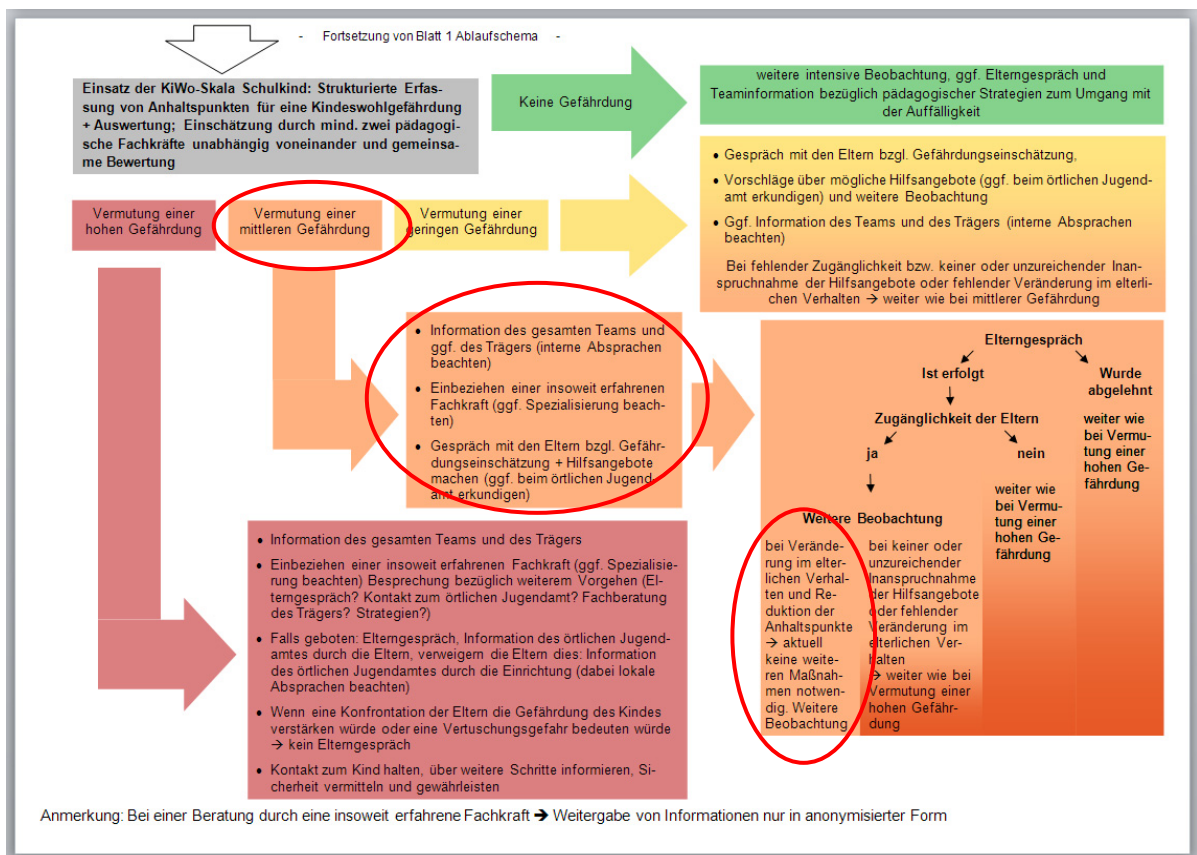 - Fortsetzung von Blatt 1 Ablaufschema -
Einsatz der KiWo-Skala Schulkind: Strukturierte Erfas-
sung von Anhaltspunkten für eine Kindeswohlgefährdung
+ Auswertung; Einschätzung durch mind. zwei pädagogi-
sche Fachkräfte unabhängig voneinander und gemeinsa-
me Bewertung
Keine Gefährdung
weitere intensive Beobachtung, ggf. Elterngespräch und
Teaminformation bezüglich pädagogischer Strategien zum Umgang mit
der Auffälligkeit
Vermutung einer
hohen Gefährdung
Vermutung einer
mittleren Gefährdung
Vermutung einer
geringen Gefährdung
• Gespräch mit den Eltern bzgl. Gefährdungseinschätzung,
• Vorschläge über mögliche Hilfsangebote (ggf. beim örtlichen Jugend-
amt erkundigen) und weitere Beobachtung
• Ggf. Information des Teams und des Trägers (interne Absprachen
beachten)
Bei fehlender Zugänglichkeit bzw. keiner oder unzureichender Inan-
spruchnahme der Hilfsangebote oder fehlender Veränderung im elterli-
chen Verhalten → weiter wie bei mittlerer Gefährdung
• Information des gesamten Teams und
ggf. des Trägers (interne Absprachen
beachten)
• Einbeziehen einer insoweit erfahrenen
Fachkraft (ggf. Spezialisierung beach-
ten)
• Gespräch mit den Eltern bzgl. Gefähr-
dungseinschätzung + Hilfsangebote
machen (ggf. beim örtlichen Jugend-
amt erkundigen)
Elterngespräch
Ist erfolgt
Wurde
abgelehnt
Zugänglichkeit der Eltern
weiter wie
bei Vermu-
tung einer
hohen Ge-
fährdung
ja
nein
weiter wie
bei Vermu-
tung einer
hohen Ge-
fährdung
Weitere Beobachtung
bei Verände-
rung im elter-
lichen Verhal-
ten und Re-
duktion der
Anhaltspunkte
→ aktuell
keine weite-
ren Maßnah-
men notwen-
dig. Weitere
Beobachtung
bei keiner oder
unzureichender
Inanspruchnahme
der Hilfsangebote
oder fehlender
Veränderung im
elterlichen Ver-
halten
→ weiter wie bei
Vermutung einer
hohen Gefähr-
dung
• Information des gesamten Teams und des Trägers
• Einbeziehen einer insoweit erfahrenen Fachkraft (ggf. Spezialisie-
rung beachten) Besprechung bezüglich weiterem Vorgehen (El-
terngespräch? Kontakt zum örtlichen Jugendamt? Fachberatung
des Trägers? Strategien?)
• Falls geboten: Elterngespräch, Information des örtlichen Jugend-
amtes durch die Eltern, verweigern die Eltern dies: Information
des örtlichen Jugendamtes durch die Einrichtung (dabei lokale
Absprachen beachten)
• Wenn eine Konfrontation der Eltern die Gefährdung des Kindes
verstärken würde oder eine Vertuschungsgefahr bedeuten würde
→ kein Elterngespräch
• Kontakt zum Kind halten, über weitere Schritte informieren, Si-
cherheit vermitteln und gewährleisten
Anmerkung: Bei einer Beratung durch eine insoweit erfahrene Fachkraft → Weitergabe von Informationen nur in anonymisierter Form